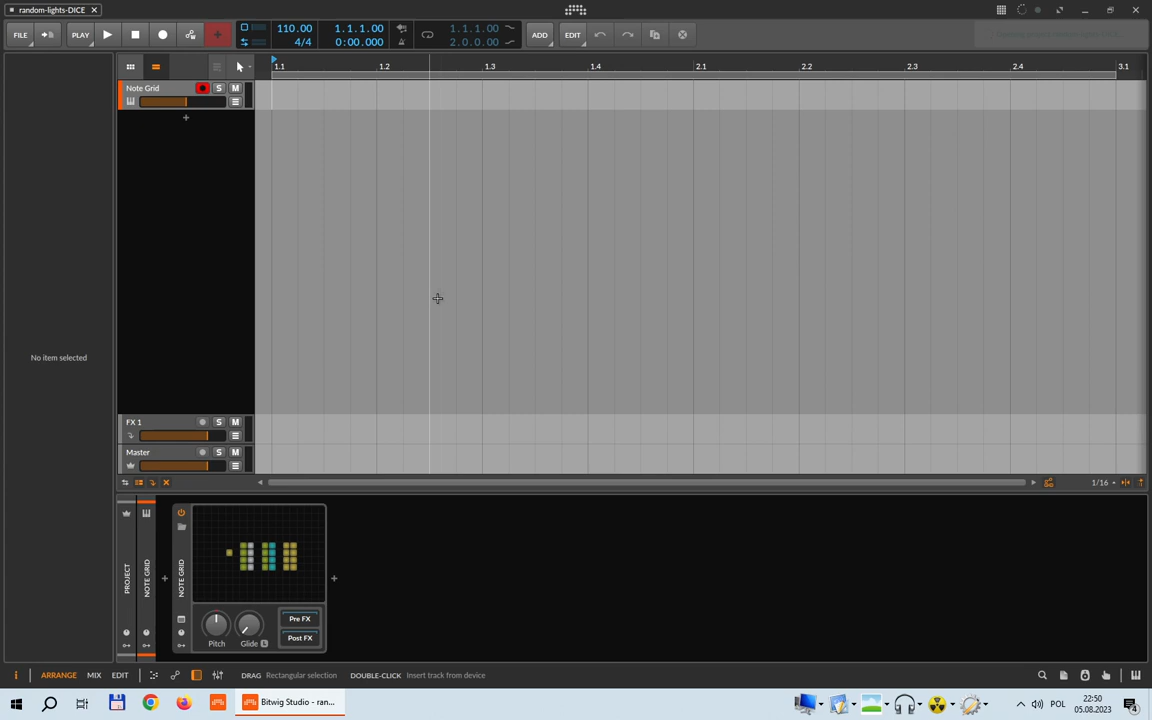 random-lights-DICE
FILE
PLAY
110.00
4/4
1.1.1.00
0:00.000
1.1.1.00
2.0.0.00
ADD
EDIT
1.1
1.2
1.3
1.4
2.1
2.2
2.3
2.4
3.1
Note Grid
S
M
No item selected
FX 1
S
M
Master
S
M
1/16
PROJECT
NOTE GRID
NOTE GRID
Pitch
Glide
L
Pre FX
Post FX
ARRANGE
MIX
EDIT
DRAG Rectangular selection
DOUBLE-CLICK Insert track from device
Bitwig Studio - ran...
POL
22:50
05.08.2023
4